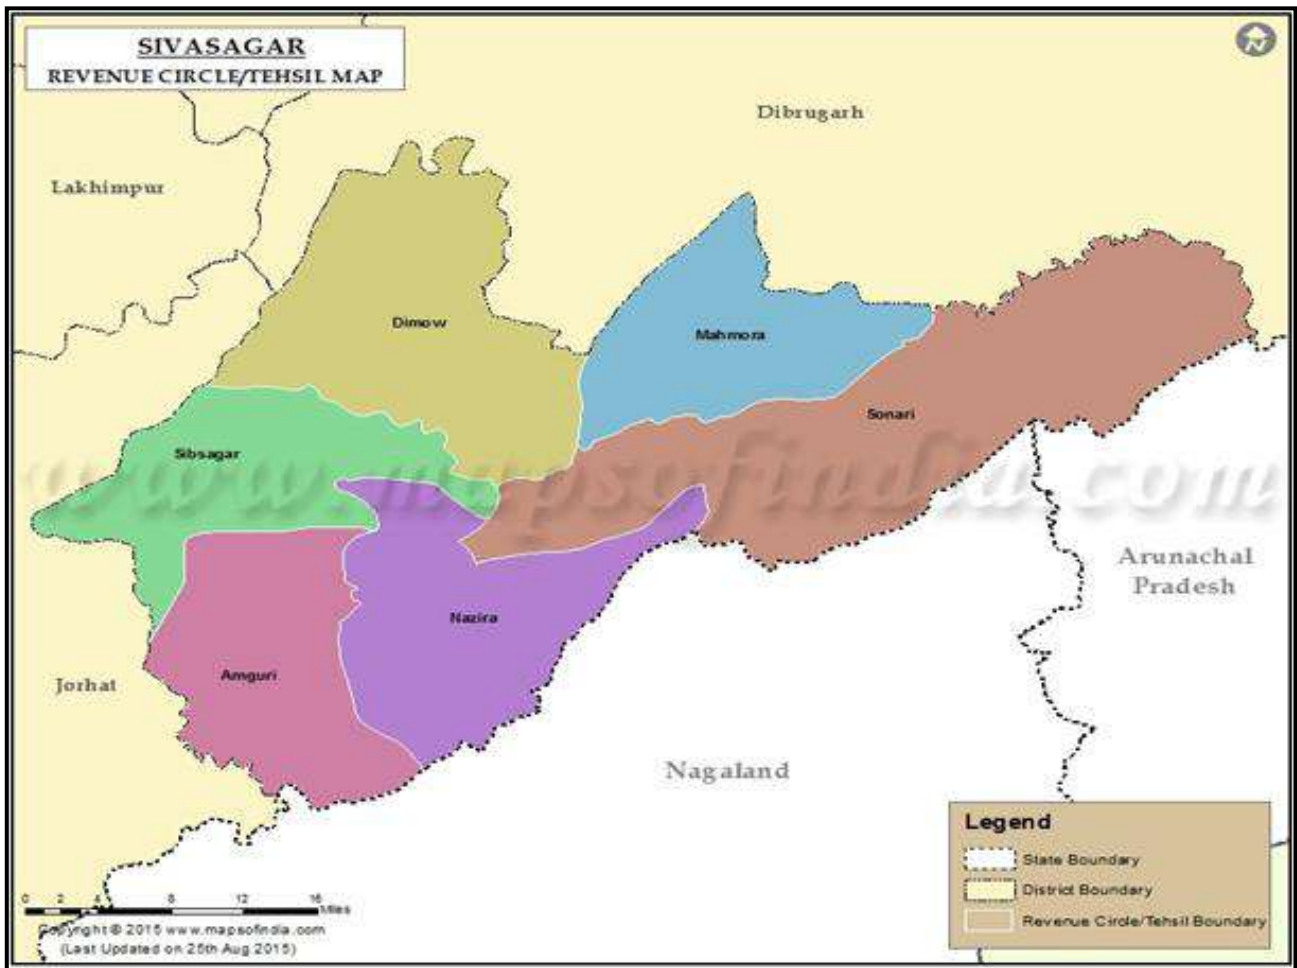 SIVASAGAR
REVENUE CIRCLE/TEHSIL MAP
N
Dibrugarh
Lakhimpur
Dimow
Mahmora
Sonari
Sibsagar
www.mapsofindia.com
Arunachal
Pradesh
Nazira
Amguri
Jorhat
Nagaland
Legend
State Boundary
District Boundary
Revenue Circle/Tehsil Boundary
0 2 4 8 12 16
Miles
Copyright © 2015 www.mapsofindia.com
(Last Updated on 25th Aug 2015)